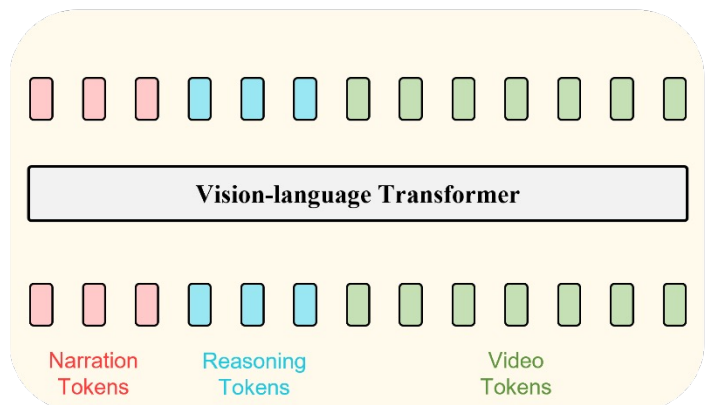 Vision-language Transformer
Narration
Tokens
Reasoning
Tokens
Video
Tokens